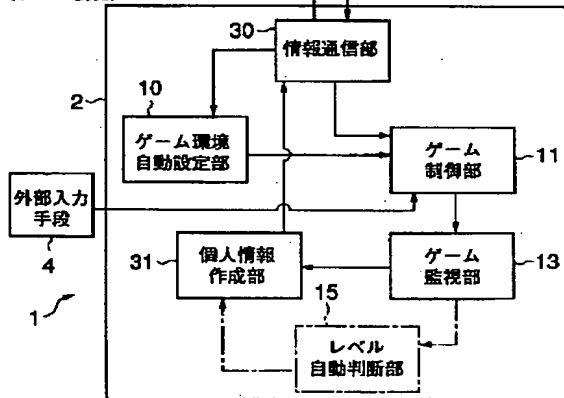 30
情報通信部
2
10
ゲーム環境
自動設定部
ゲーム
制御部
11
外部入力
手段
4
31
個人情報
作成部
ゲーム
監視部
13
15
レベル
自動判断部
1